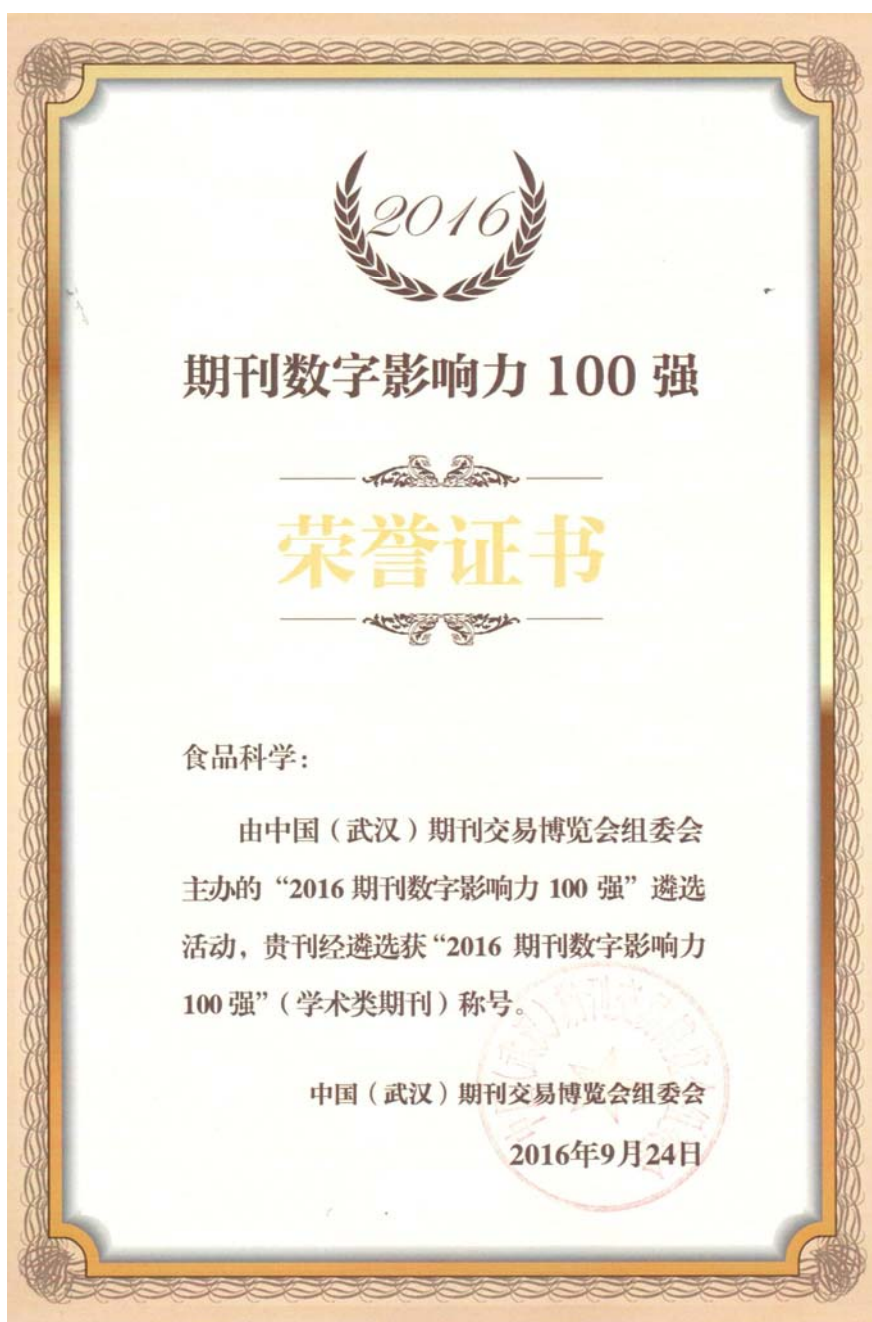 2016
期刊数字影响力 100 强
荣誉证书
食品科学：
由中国（武汉）期刊交易博览会组委会
主办的“2016 期刊数字影响力 100 强”遴选
活动，贵刊经遴选获“2016 期刊数字影响力
100 强”（学术类期刊）称号。
中国（武汉）期刊交易博览会组委会
2016年9月24日